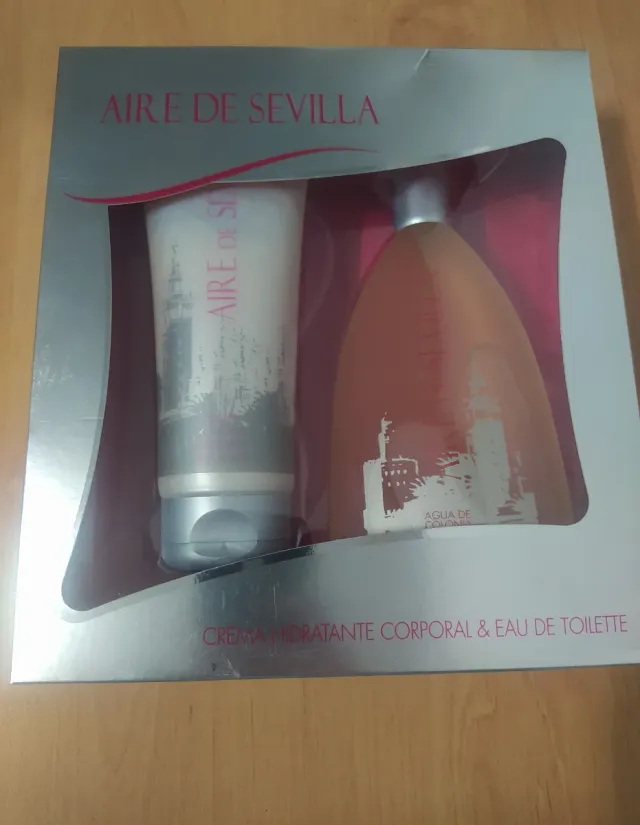 AIRE DE SEVILLA
AIRE DE SE
AGUA DE
COLONIA
CREMA HIDRATANTE CORPORAL & EAU DE TOILETTE